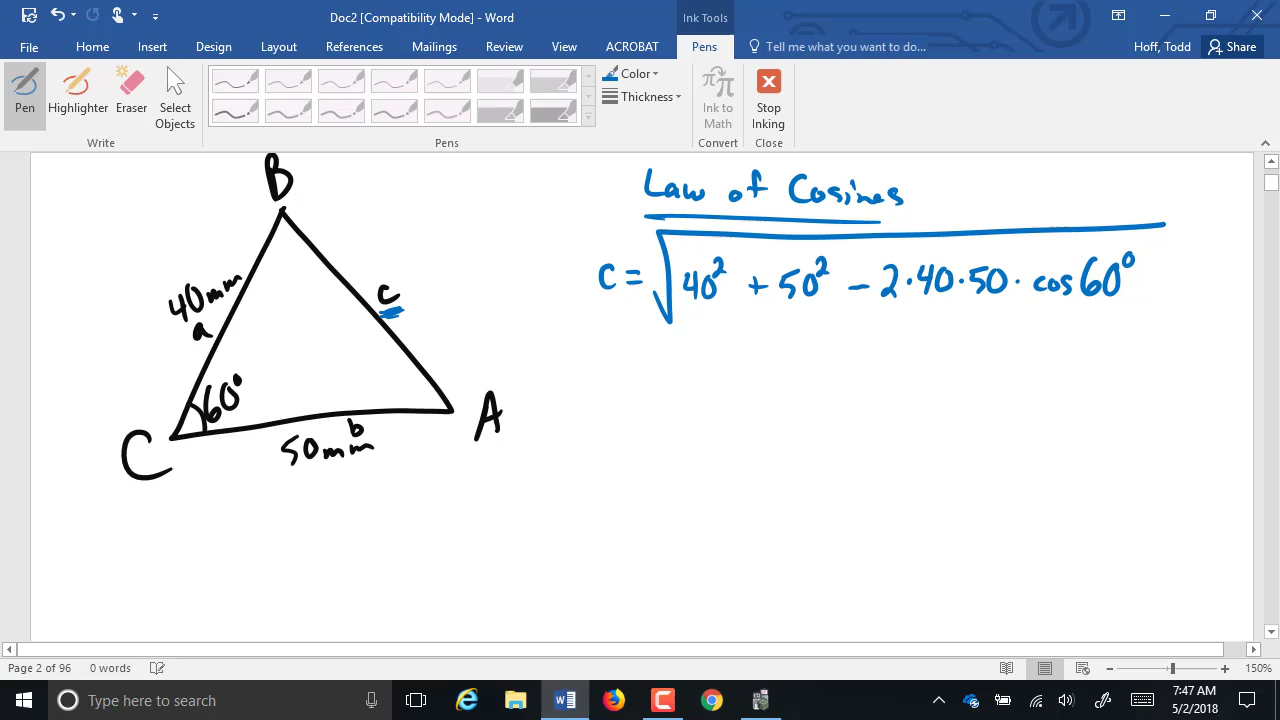 Doc2 [Compatibility Mode] - Word
Ink Tools
File Home Insert Design Layout References Mailings Review View ACROBAT Pens Tell me what you want to do... Hoff, Todd Share
Pen Highlighter Eraser Select Objects
Color
Thickness
Ink to Math
Stop Inking
Write Pens Convert Close
B
Law of Cosines
c = √40² + 50² - 2·40·50· cos60°
40mm
a
c
60°
A
b
50mm
C
Page 2 of 96 0 words 150%
Type here to search
7:47 AM
5/2/2018